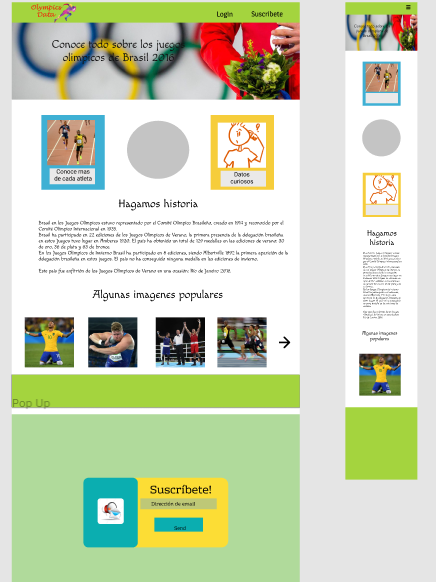 Olympics
Data
Login
Suscribete
Conoce todo sobre los juegos
olimpicos de Brasil 2016
Conoce mas
de cada atleta
Datos
curiosos
Hagamos historia
Brasil en los Juegos Olímpicos estuvo representado por el Comité Olímpico Brasileño, creado en 1914 y reconocido por el
Comité Olímpico Internacional en 1935.
Brasil ha participado en 22 ediciones de los Juegos Olímpicos de Verano, la primera presencia de la delegación brasileña
en estos juegos tuvo lugar en Amberes 1920. El país ha obtenido un total de 129 medallas en las ediciones de verano: 30
de oro, 36 de plata y 63 de bronce.
En los Juegos Olímpicos de Invierno Brasil ha participado en 8 ediciones, siendo Albertville 1992 la primera aparición de la
delegación brasileña en estos juegos. El país no ha conseguido ninguna medalla en las ediciones de invierno.
Este país fue anfitrión de los Juegos Olímpicos de Verano en una ocasión: Río de Janeiro 2016.
Algunas imagenes populares
Pop Up
Suscríbete!
Dirección de email
Send
Conoce todo sobre los juegos
olimpicos de Brasil 2016
Hagamos
historia
Algunas imagenes
populares